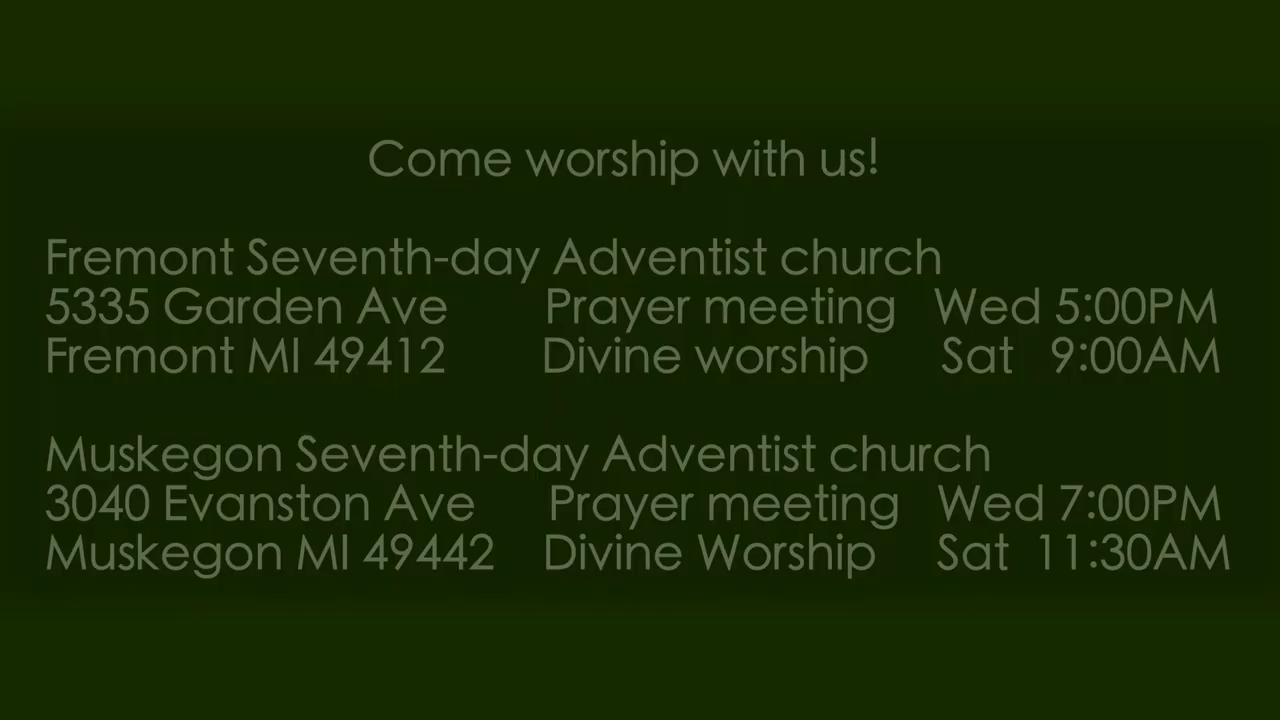 Come worship with us!
Fremont Seventh-day Adventist church
5335 Garden Ave Prayer meeting Wed 5:00PM
Fremont MI 49412 Divine worship Sat 9:00AM
Muskegon Seventh-day Adventist church
3040 Evanston Ave Prayer meeting Wed 7:00PM
Muskegon MI 49442 Divine Worship Sat 11:30AM